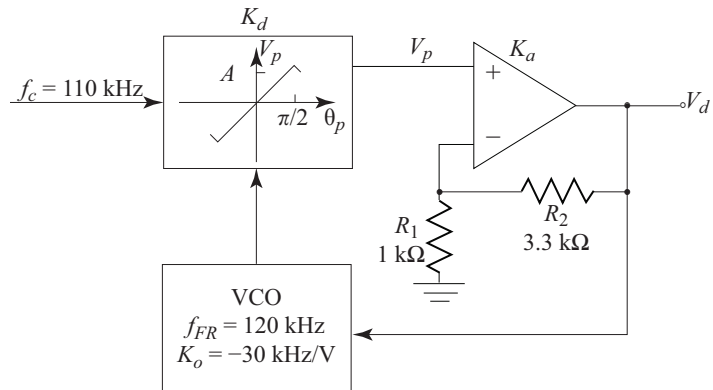 K_d
V_p
A
π/2
θ_p
f_c = 110 kHz
V_p
K_a
+
−
V_d
R_1
1 kΩ
R_2
3.3 kΩ
VCO
f_FR = 120 kHz
K_o = −30 kHz/V